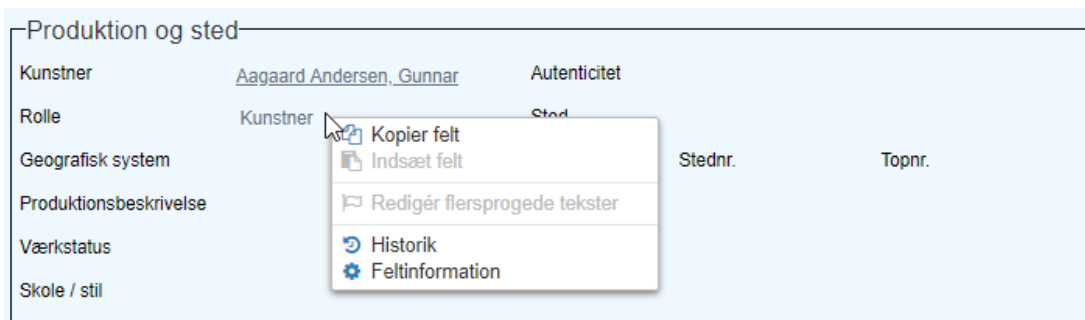 Produktion og sted
Kunstner Aagaard Andersen, Gunnar Autenticitet
Rolle Kunstner Sted
Kopier felt
Geografisk system Indsæt felt Stednr. Topnr.
Produktionsbeskrivelse Redigér flersprogede tekster
Værkstatus Historik
Feltinformation
Skole / stil